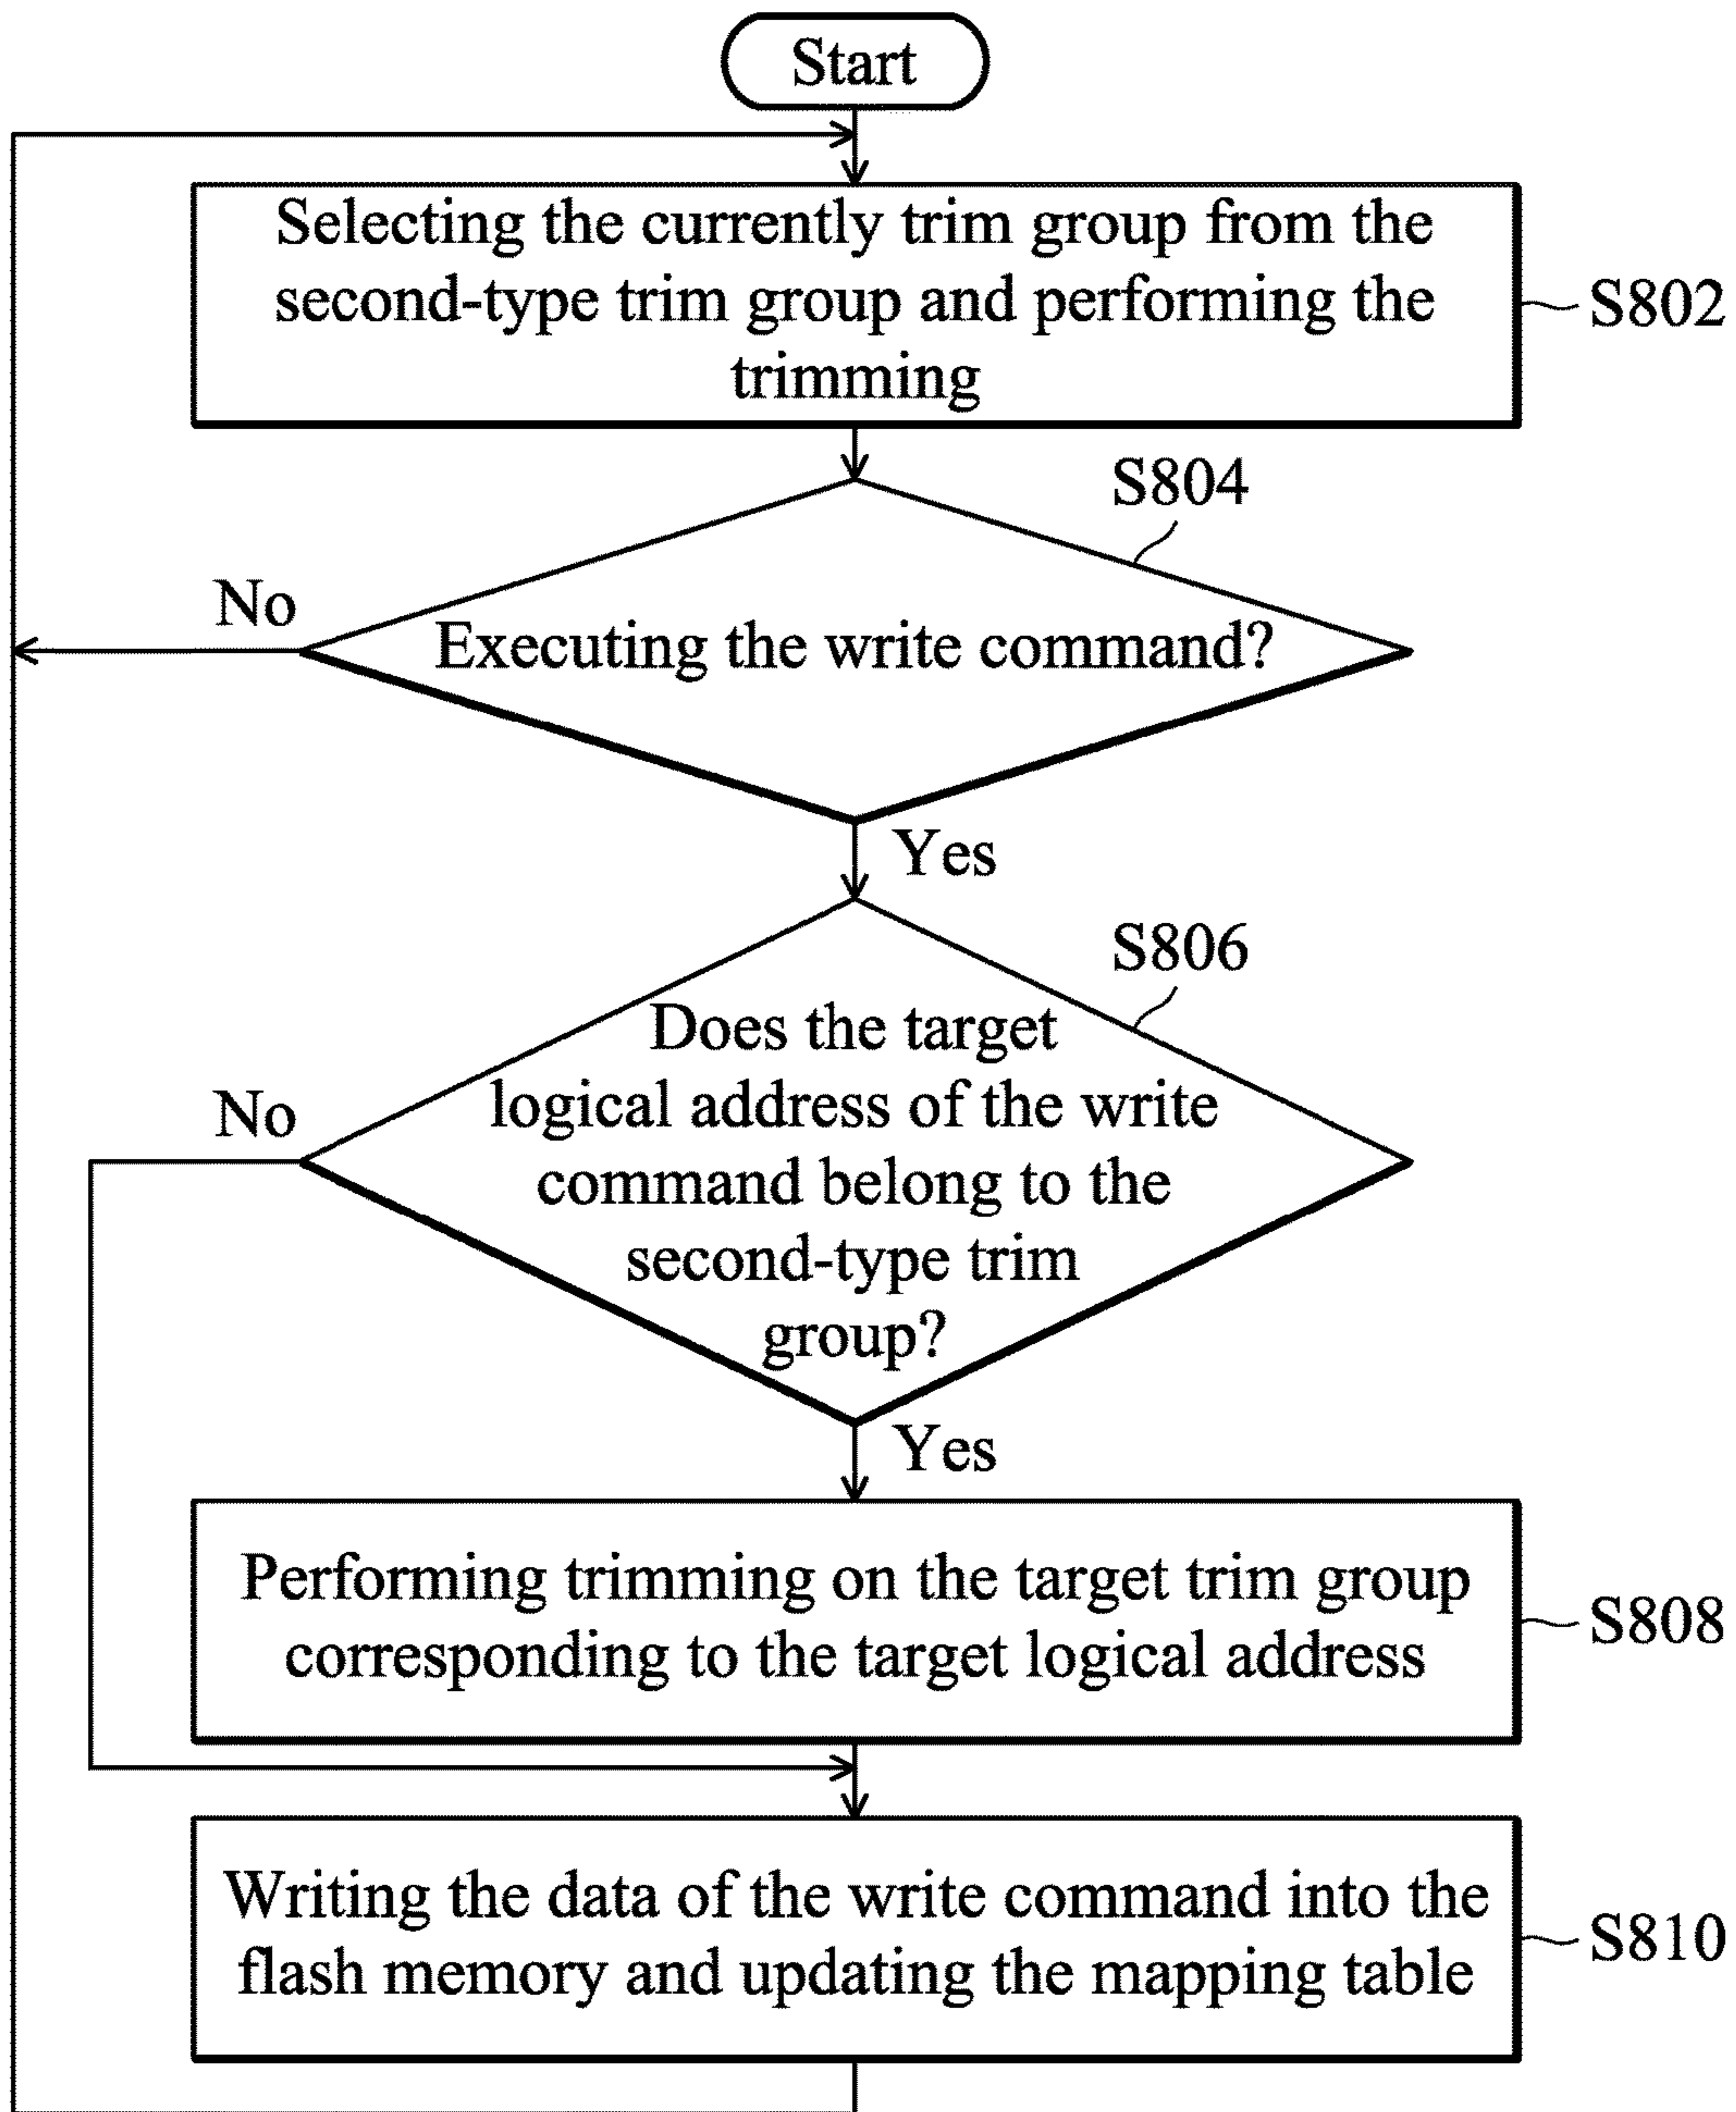 Start
Selecting the currently trim group from the
second-type trim group and performing the
trimming
S802
S804
No
Executing the write command?
Yes
S806
Does the target
logical address of the write
No
command belong to the
second-type trim
group?
Yes
Performing trimming on the target trim group
corresponding to the target logical address
S808
Writing the data of the write command into the
flash memory and updating the mapping table
S810